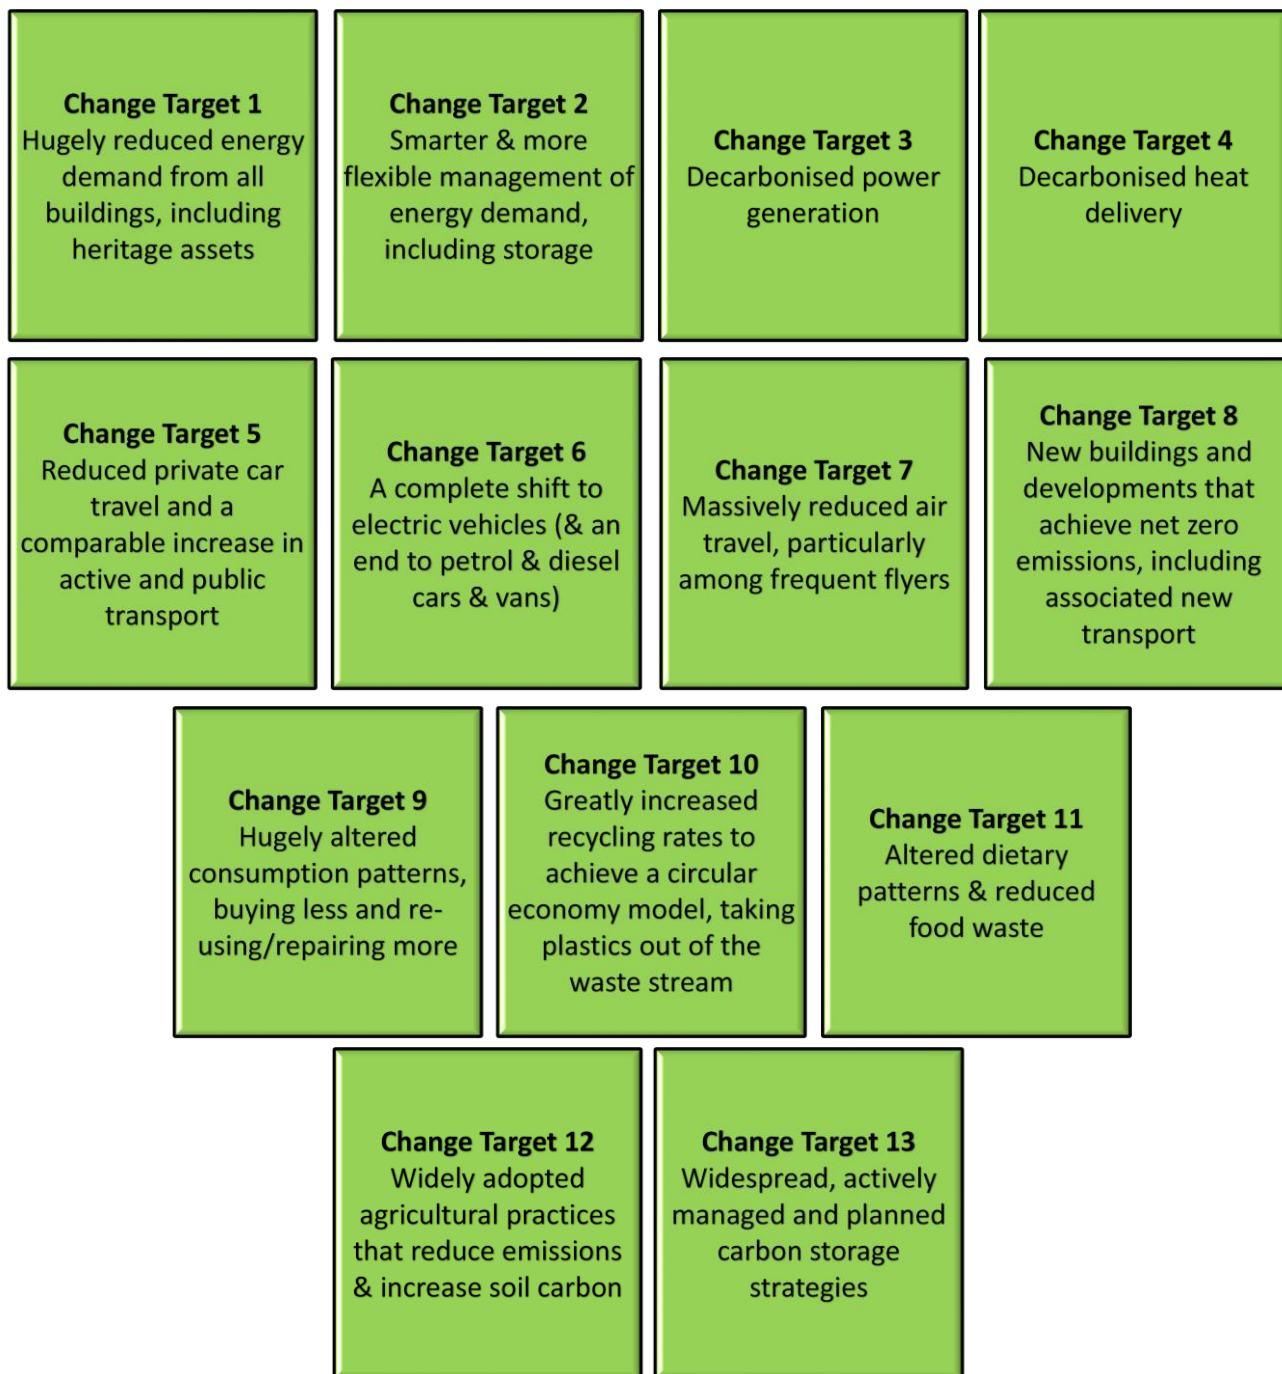 Change Target 1
Hugely reduced energy
demand from all
buildings, including
heritage assets
Change Target 2
Smarter & more
flexible management of
energy demand,
including storage
Change Target 3
Decarbonised power
generation
Change Target 4
Decarbonised heat
delivery
Change Target 5
Reduced private car
travel and a
comparable increase in
active and public
transport
Change Target 6
A complete shift to
electric vehicles (& an
end to petrol & diesel
cars & vans)
Change Target 7
Massively reduced air
travel, particularly
among frequent flyers
Change Target 8
New buildings and
developments that
achieve net zero
emissions, including
associated new
transport
Change Target 9
Hugely altered
consumption patterns,
buying less and re-
using/repairing more
Change Target 10
Greatly increased
recycling rates to
achieve a circular
economy model, taking
plastics out of the
waste stream
Change Target 11
Altered dietary
patterns & reduced
food waste
Change Target 12
Widely adopted
agricultural practices
that reduce emissions
& increase soil carbon
Change Target 13
Widespread, actively
managed and planned
carbon storage
strategies